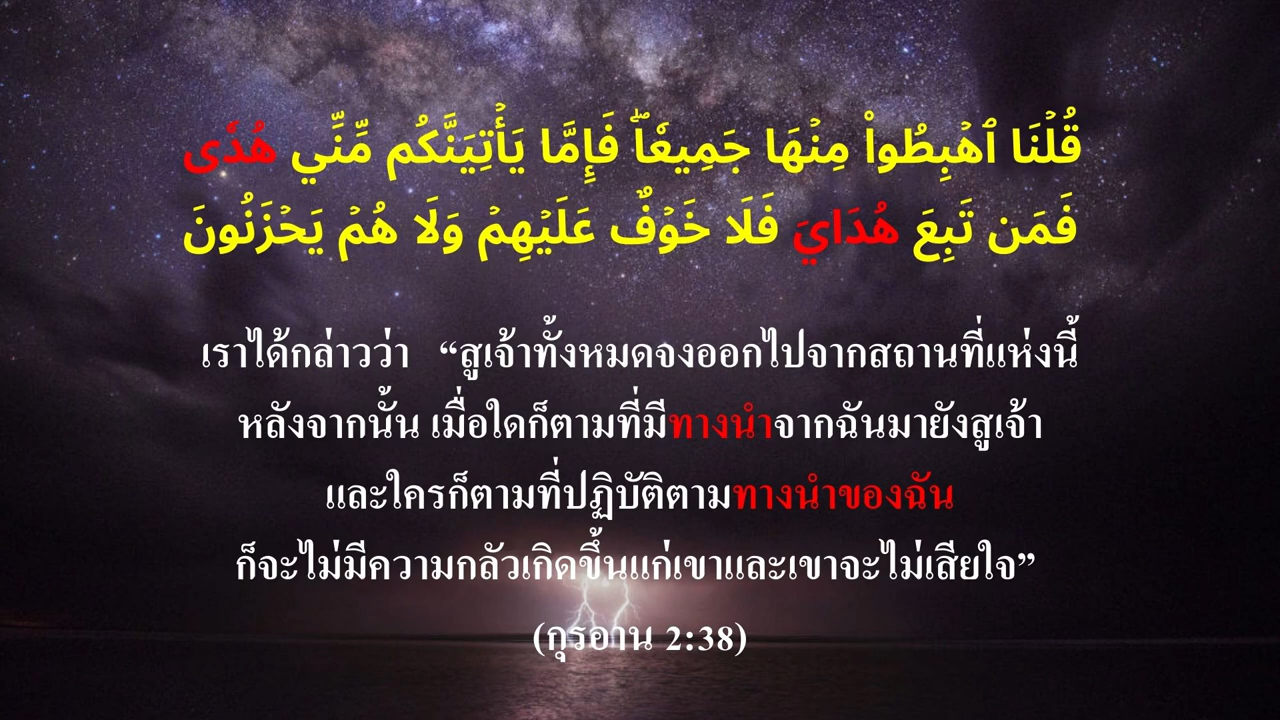 قُلۡنَا ٱهۡبِطُواْ مِنۡهَا جَمِيعٗاۖ فَإِمَّا يَأۡتِيَنَّكُم مِّنِّي هُدٗى
فَمَن تَبِعَ هُدَايَ فَلَا خَوۡفٌ عَلَيۡهِمۡ وَلَا هُمۡ يَحۡزَنُونَ
เราได้กล่าวว่า “สูเจ้าทั้งหมดจงออกไปจากสถานที่แห่งนี้
หลังจากนั้น เมื่อใดก็ตามที่มีทางนำจากฉันมายังสูเจ้า
และใครก็ตามที่ปฏิบัติตามทางนำของฉัน
ก็จะไม่มีความกลัวเกิดขึ้นแก่เขาและเขาจะไม่เสียใจ”
(กุรอาน 2:38)